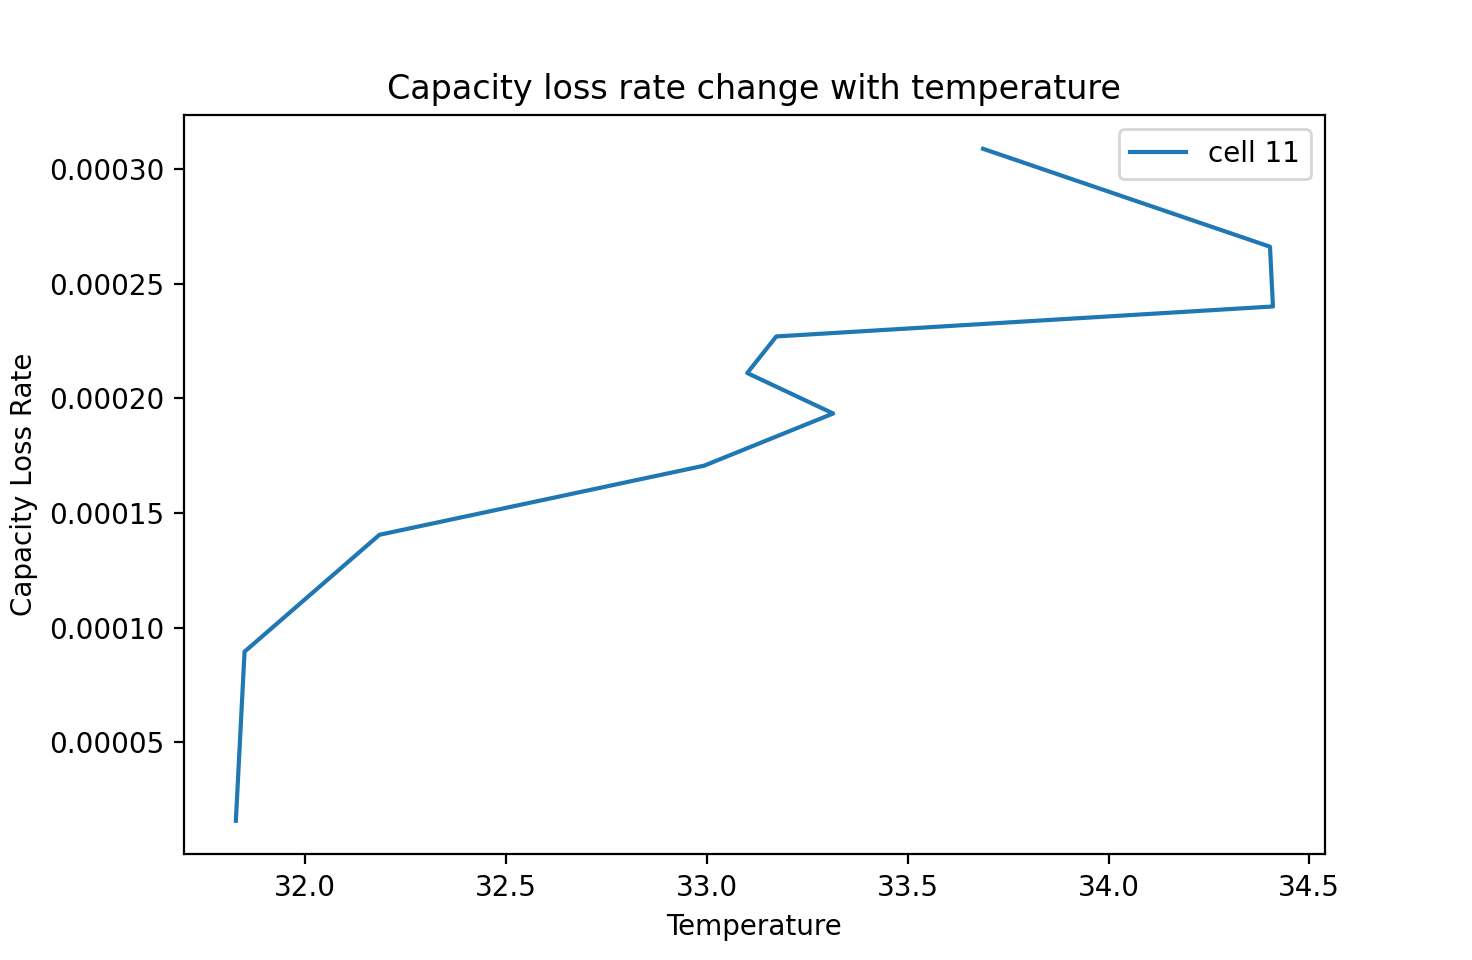 Capacity loss rate change with temperature
cell 11
0.00030
0.00025
0.00020
0.00015
0.00010
0.00005
Capacity Loss Rate
32.0 32.5 33.0 33.5 34.0 34.5
Temperature